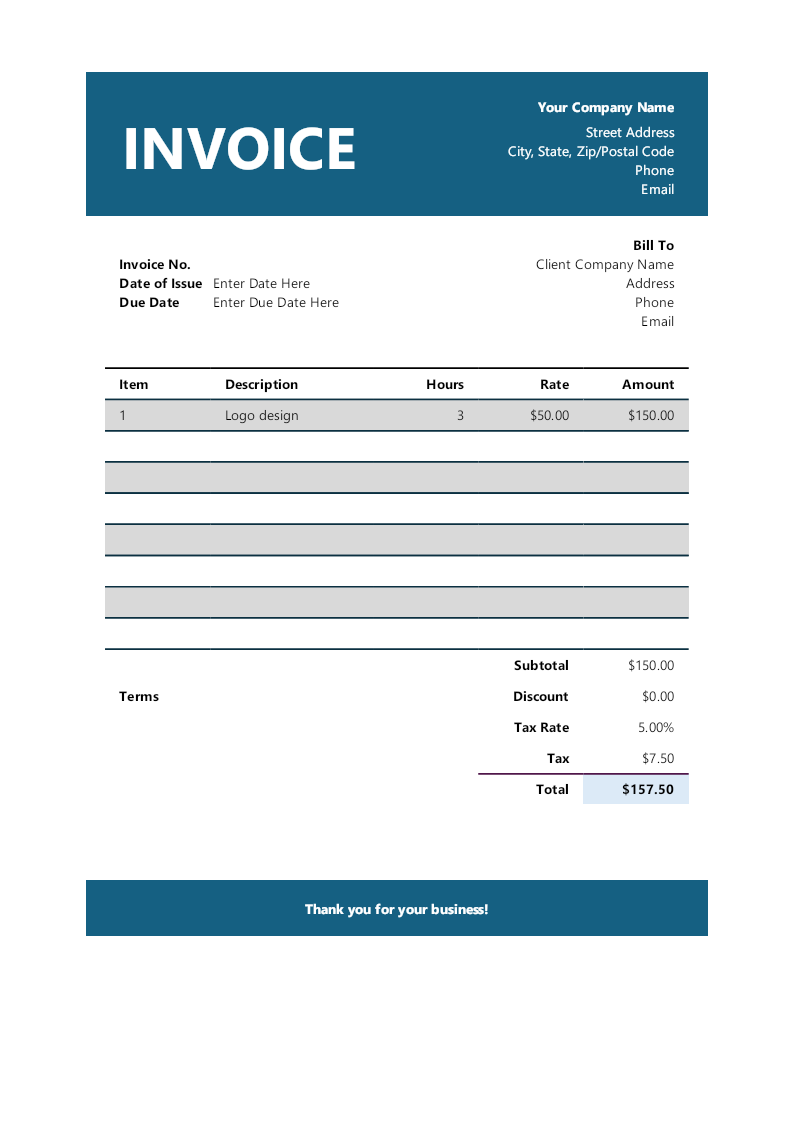 INVOICE
Your Company Name
Street Address
City, State, Zip/Postal Code
Phone
Email
Invoice No.
Date of Issue Enter Date Here
Due Date Enter Due Date Here
Bill To
Client Company Name
Address
Phone
Email
Item Description Hours Rate Amount
1 Logo design 3 $50.00 $150.00
Subtotal $150.00
Terms Discount $0.00
Tax Rate 5.00%
Tax $7.50
Total $157.50
Thank you for your business!